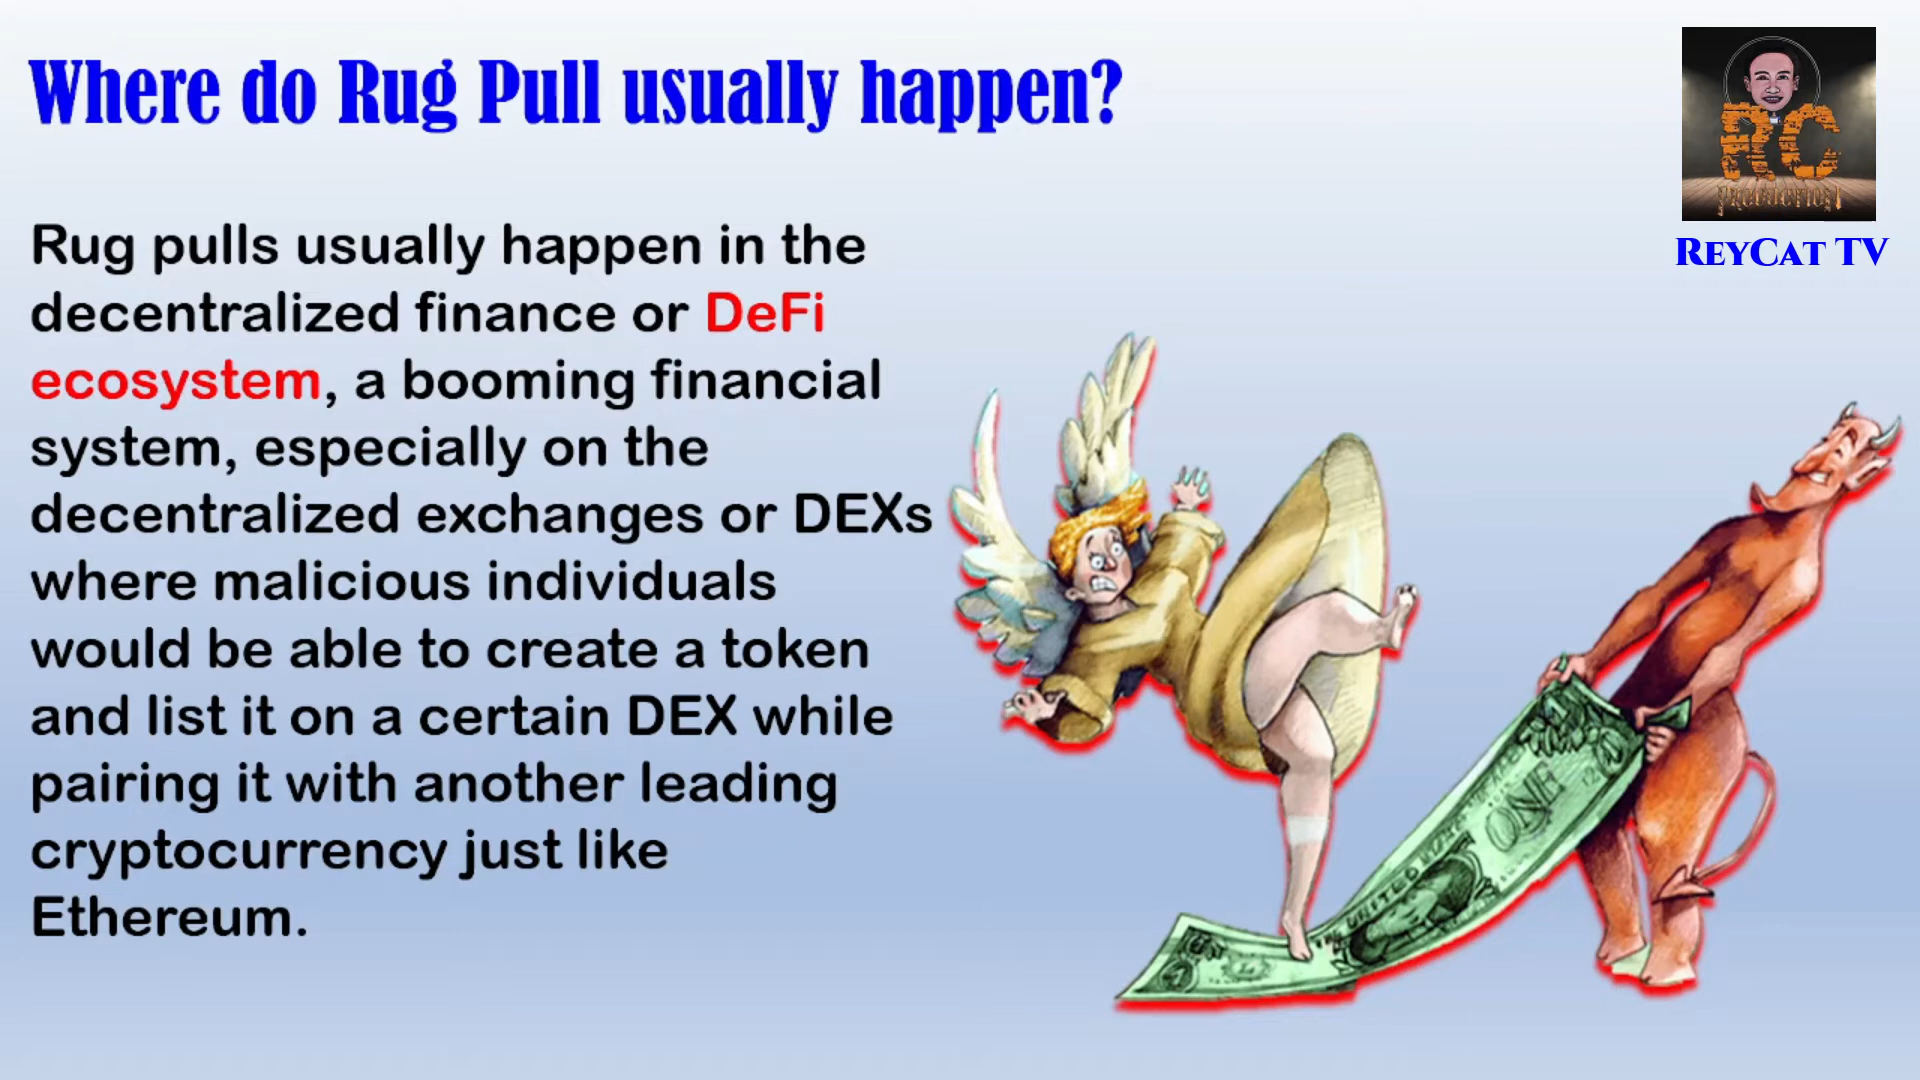 Where do Rug Pull usually happen?
RC
PRODUCTION
REYCAT TV
Rug pulls usually happen in the
decentralized finance or DeFi
ecosystem, a booming financial
system, especially on the
decentralized exchanges or DEXs
where malicious individuals
would be able to create a token
and list it on a certain DEX while
pairing it with another leading
cryptocurrency just like
Ethereum.
ONE